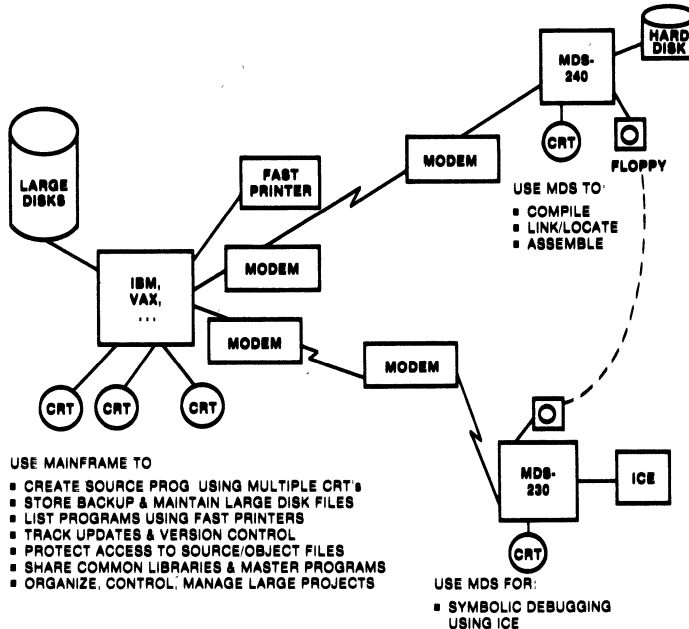 HARD
DISK
MDS-
240
CRT
FLOPPY
MODEM
USE MDS TO:
▪ COMPILE
▪ LINK/LOCATE
▪ ASSEMBLE
LARGE
DISKS
FAST
PRINTER
MODEM
IBM,
VAX,
...
MODEM
MODEM
CRT
CRT
CRT
USE MAINFRAME TO
▪ CREATE SOURCE PROG USING MULTIPLE CRT's
▪ STORE BACKUP & MAINTAIN LARGE DISK FILES
▪ LIST PROGRAMS USING FAST PRINTERS
▪ TRACK UPDATES & VERSION CONTROL
▪ PROTECT ACCESS TO SOURCE/OBJECT FILES
▪ SHARE COMMON LIBRARIES & MASTER PROGRAMS
▪ ORGANIZE, CONTROL, MANAGE LARGE PROJECTS
MDS-
230
ICE
CRT
USE MDS FOR:
▪ SYMBOLIC DEBUGGING
USING ICE